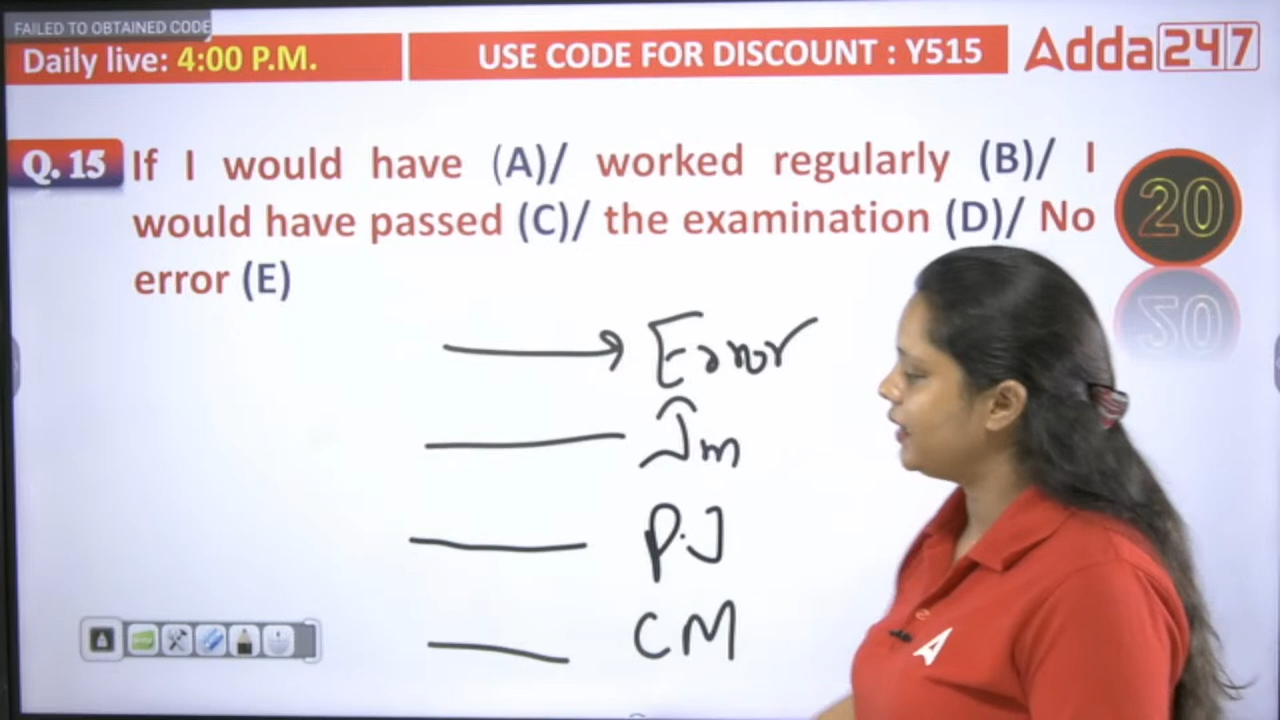 FAILED TO OBTAINED CODE
Daily live: 4:00 P.M.
USE CODE FOR DISCOUNT : Y515
Adda247
Q. 15 If I would have (A)/ worked regularly (B)/ I
would have passed (C)/ the examination (D)/ No
error (E)
20
Error
P.J
CM